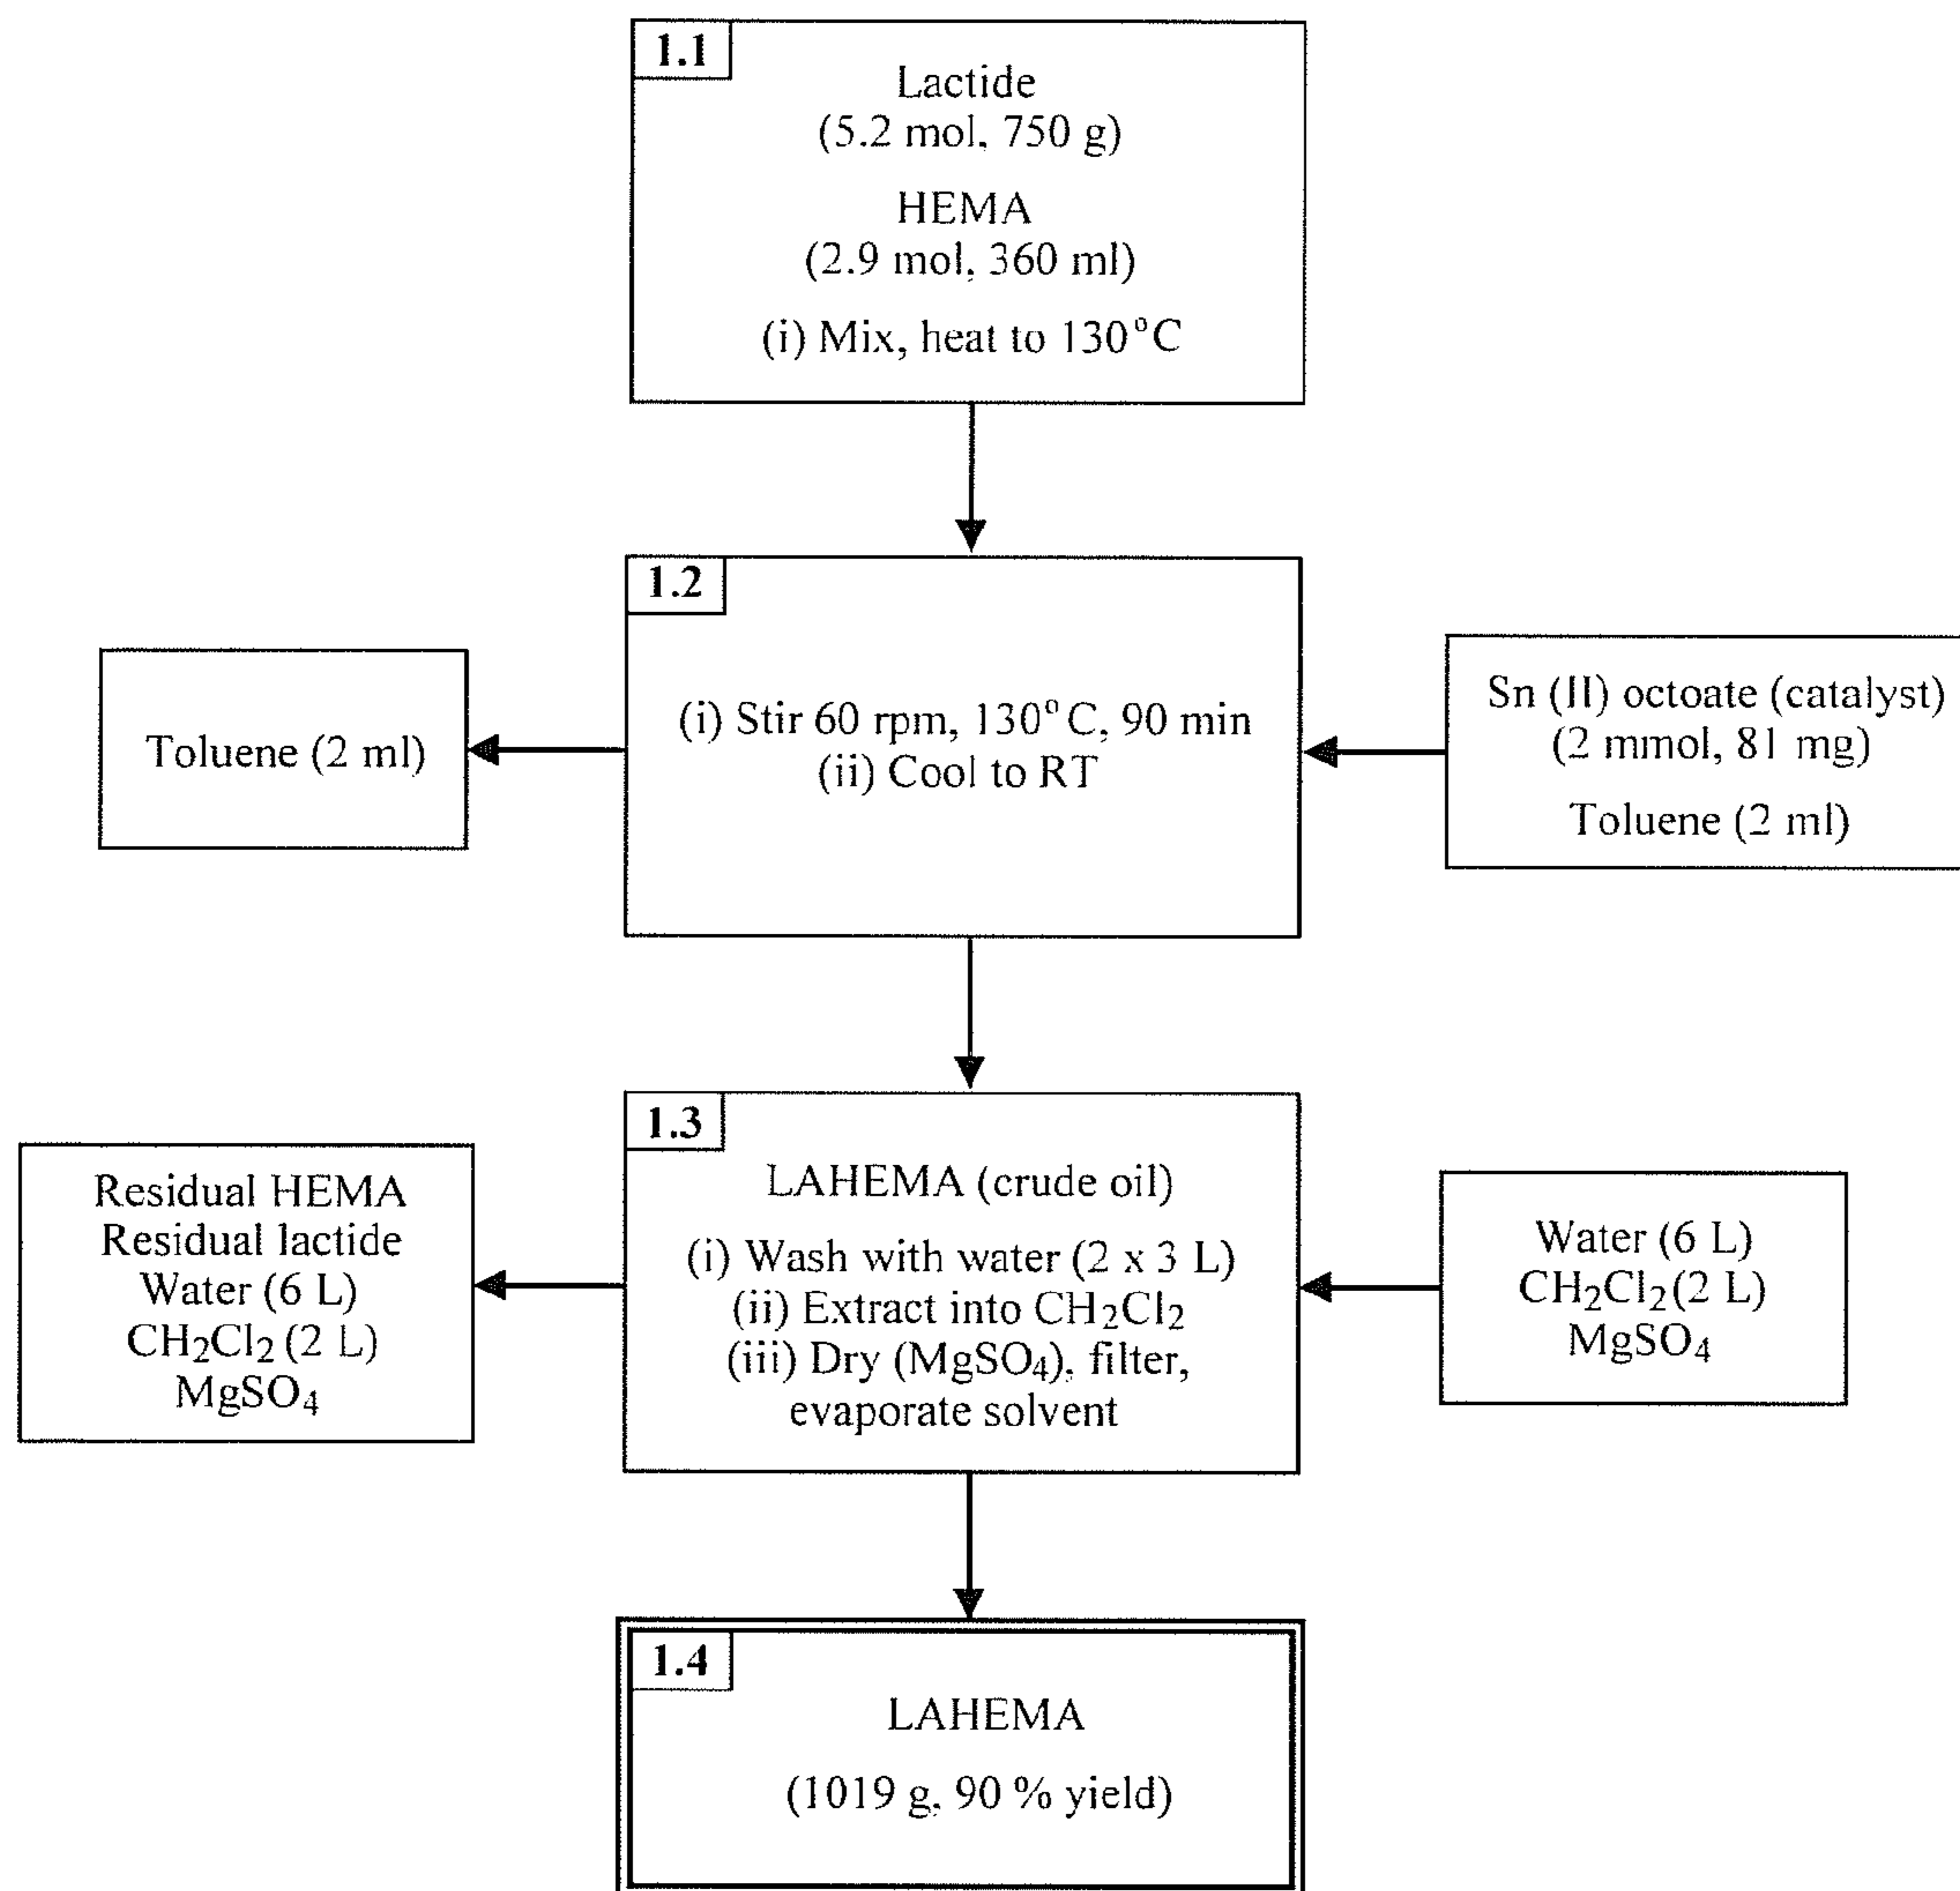 1.1
Lactide
(5.2 mol, 750 g)
HEMA
(2.9 mol, 360 ml)
(i) Mix, heat to 130°C
1.2
(i) Stir 60 rpm, 130°C, 90 min
(ii) Cool to RT
Toluene (2 ml)
Sn (II) octoate (catalyst)
(2 mmol, 81 mg)
Toluene (2 ml)
1.3
LAHEMA (crude oil)
(i) Wash with water (2 x 3 L)
(ii) Extract into CH₂Cl₂
(iii) Dry (MgSO₄), filter,
evaporate solvent
Residual HEMA
Residual lactide
Water (6 L)
CH₂Cl₂ (2 L)
MgSO₄
Water (6 L)
CH₂Cl₂ (2 L)
MgSO₄
1.4
LAHEMA
(1019 g, 90 % yield)